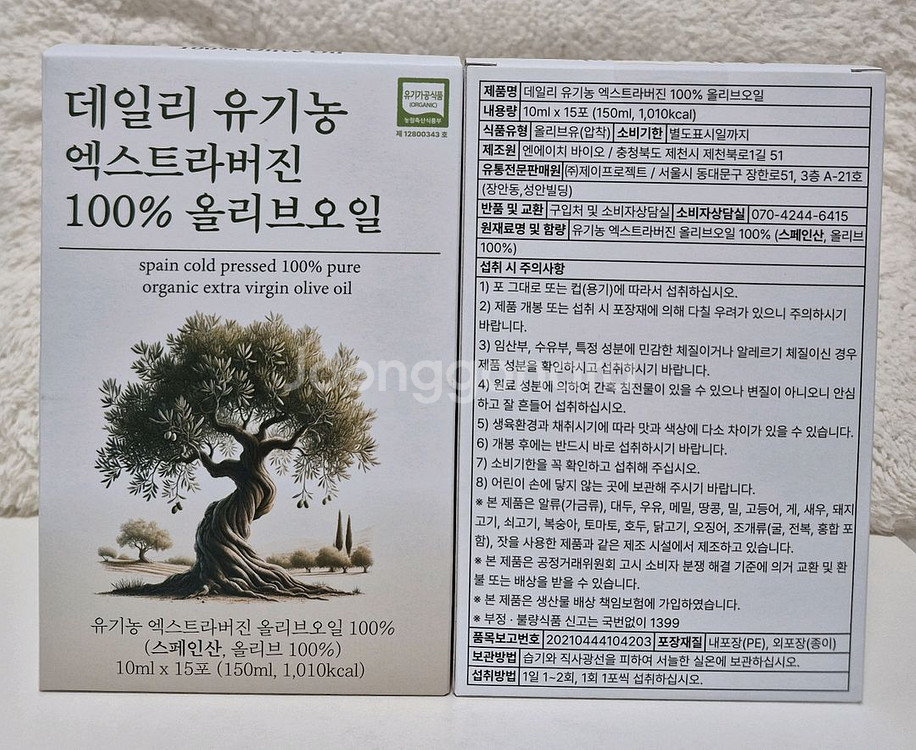 데일리 유기농
엑스트라버진
100% 올리브오일
유기가공식품
(ORGANIC)
농림축산식품부
제 12800343 호
spain cold pressed 100% pure
organic extra virgin olive oil
유기농 엑스트라버진 올리브오일 100%
(스페인산, 올리브 100%)
10ml x 15포 (150ml, 1,010kcal)
제품명 데일리 유기농 엑스트라버진 100% 올리브오일
내용량 10ml x 15포 (150ml, 1,010kcal)
식품유형 올리브유(압착) 소비기한 별도표시일까지
제조원 엔에이치 바이오 / 충청북도 제천시 제천북로1길 51
유통전문판매원 ㈜제이프로젝트 / 서울시 동대문구 장한로51, 3층 A-21호
(장안동,성안빌딩)
반품 및 교환 구입처 및 소비자상담실 소비자상담실 070-4244-6415
원재료명 및 함량 유기농 엑스트라버진 올리브오일 100% (스페인산, 올리브
100%)
섭취 시 주의사항
1) 포 그대로 또는 컵(용기)에 따라서 섭취하십시오.
2) 제품 개봉 또는 섭취 시 포장재에 의해 다칠 우려가 있으니 주의하시기
바랍니다.
3) 임산부, 수유부, 특정 성분에 민감한 체질이거나 알레르기 체질이신 경우
제품 성분을 확인하시고 섭취하시기 바랍니다.
4) 원료 성분에 의하여 간혹 침전물이 있을 수 있으나 변질이 아니오니 안심
하고 잘 흔들어 섭취하십시오.
5) 생육환경과 채취시기에 따라 맛과 색상에 다소 차이가 있을 수 있습니다.
6) 개봉 후에는 반드시 바로 섭취하시기 바랍니다.
7) 소비기한을 꼭 확인하고 섭취해 주십시오.
8) 어린이 손에 닿지 않는 곳에 보관해 주시기 바랍니다.
※ 본 제품은 알류(가금류), 대두, 우유, 메밀, 땅콩, 밀, 고등어, 게, 새우, 돼지
고기, 쇠고기, 복숭아, 토마토, 호두, 닭고기, 오징어, 조개류(굴, 전복, 홍합 포
함), 잣을 사용한 제품과 같은 제조 시설에서 제조하고 있습니다.
※ 본 제품은 공정거래위원회 고시 소비자 분쟁 해결 기준에 의거 교환 및 환
불 또는 배상을 받을 수 있습니다.
※ 본 제품은 생산물 배상 책임보험에 가입하였습니다.
※ 부정 · 불량식품 신고는 국번없이 1399
품목보고번호 20210444104203 포장재질 내포장(PE), 외포장(종이)
보관방법 습기와 직사광선을 피하여 서늘한 실온에 보관하십시오.
섭취방법 1일 1~2회, 1회 1포씩 섭취하십시오.